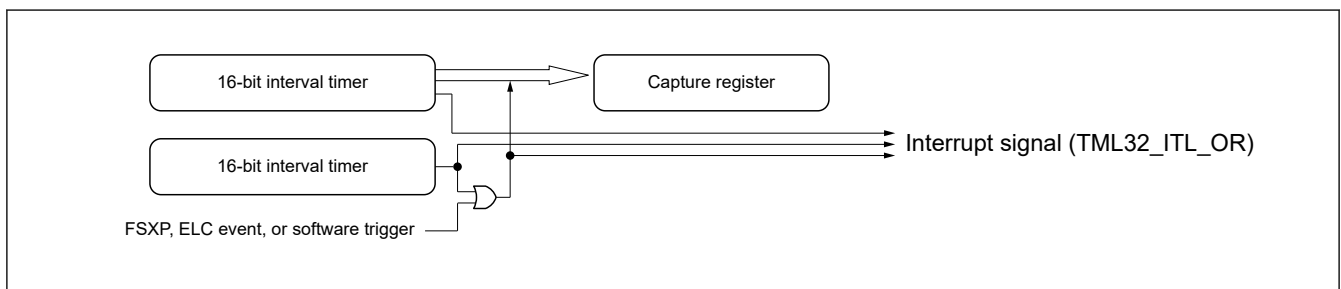 16-bit interval timer
Capture register
Interrupt signal (TML32_ITL_OR)
16-bit interval timer
FSXP, ELC event, or software trigger